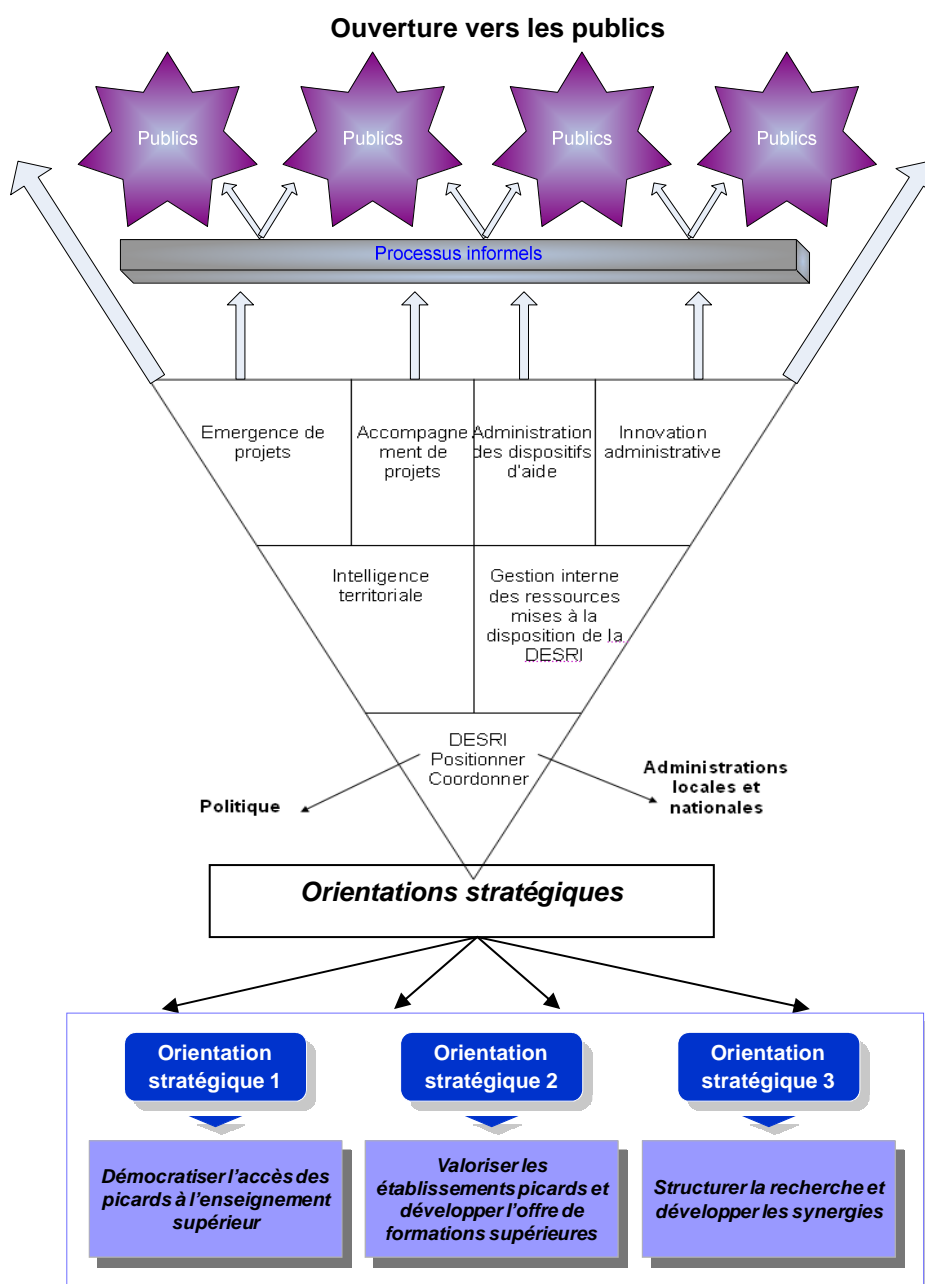 Ouverture vers les publics
Publics
Publics
Publics
Publics
Processus informels
Emergence de
projets
Accompagne
ment de
projets
Administration
des dispositifs
d'aide
Innovation
administrative
Intelligence
territoriale
Gestion interne
des ressources
mises à la
disposition de la
DESRI
DESRI
Positionner
Coordonner
Politique
Administrations
locales et
nationales
Orientations stratégiques
Orientation
stratégique 1
Orientation
stratégique 2
Orientation
stratégique 3
Démocratiser l'accès des
picards à l'enseignement
supérieur
Valoriser les
établissements picards et
développer l'offre de
formations supérieures
Structurer la recherche et
développer les synergies